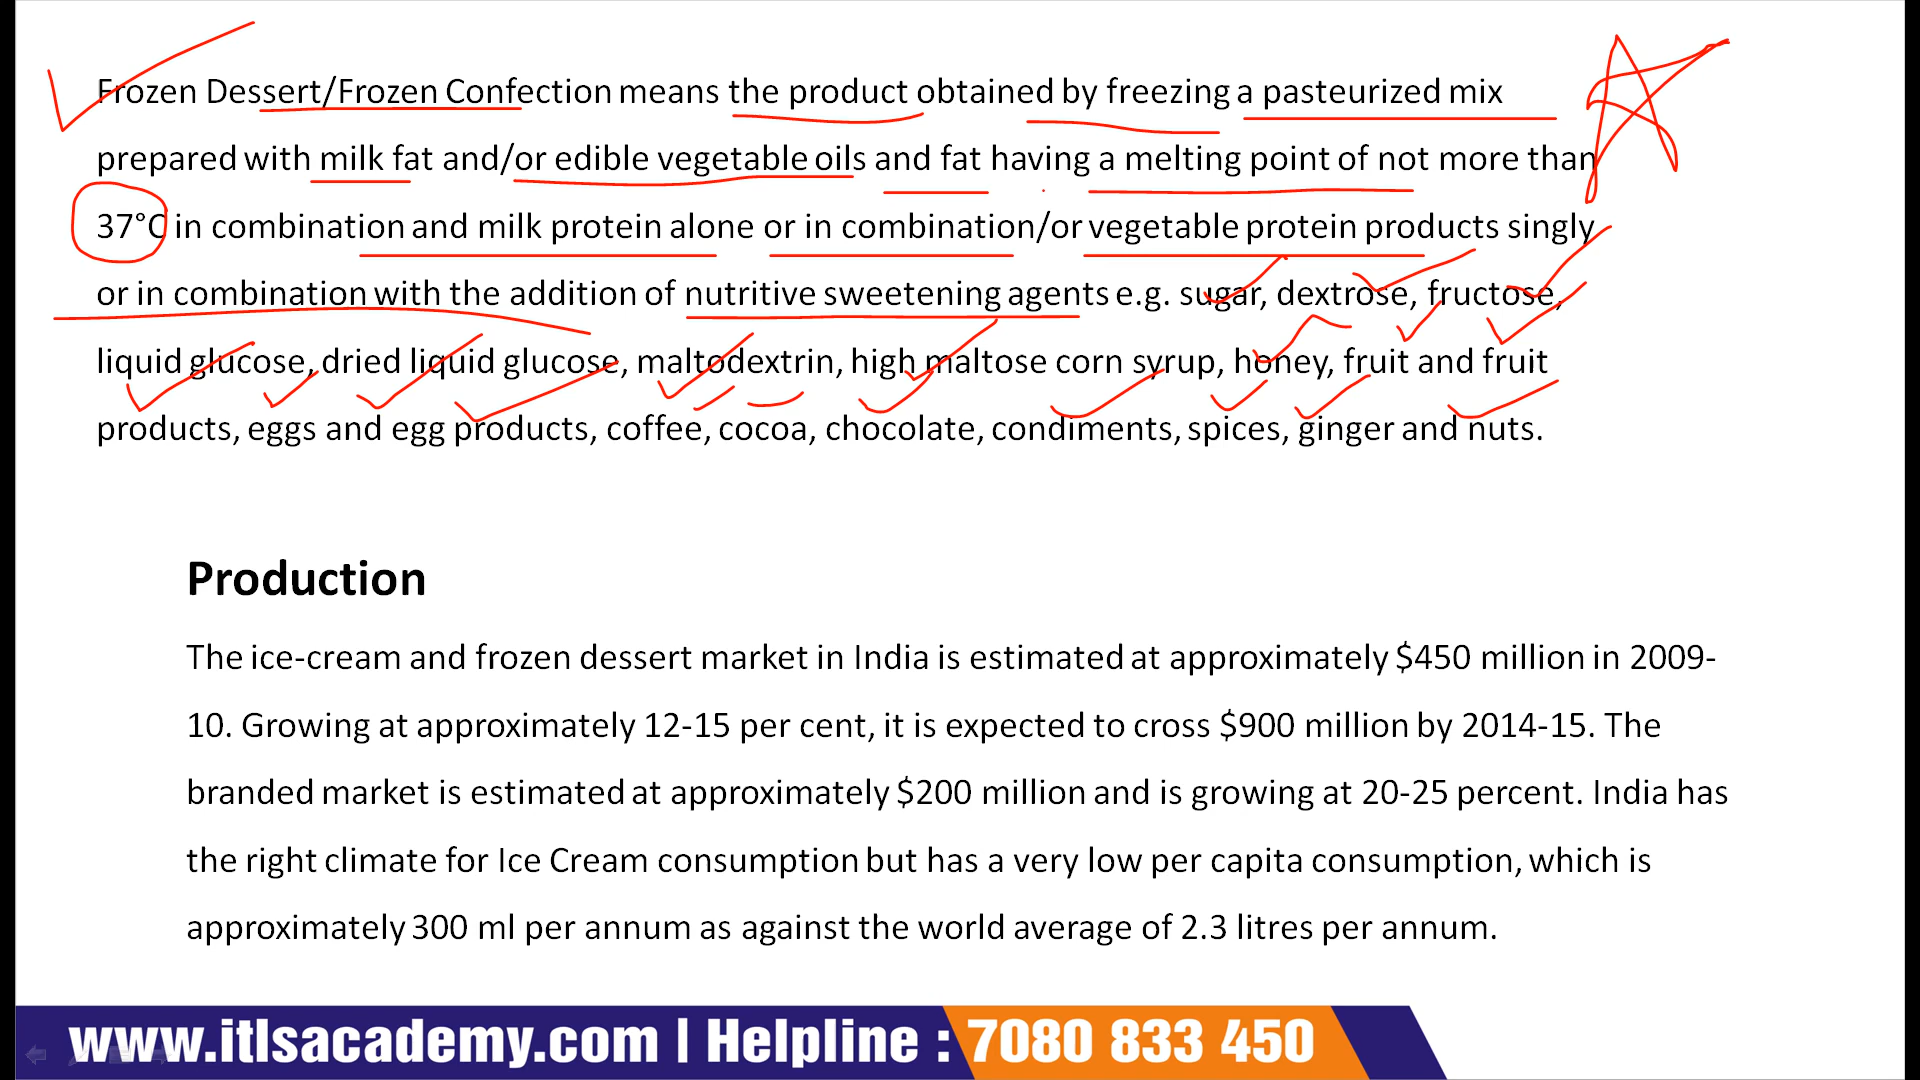 Frozen Dessert/Frozen Confection means the product obtained by freezing a pasteurized mix
prepared with milk fat and/or edible vegetable oils and fat having a melting point of not more than
37°C in combination and milk protein alone or in combination/or vegetable protein products singly
or in combination with the addition of nutritive sweetening agents e.g. sugar, dextrose, fructose,
liquid glucose, dried liquid glucose, maltodextrin, high maltose corn syrup, honey, fruit and fruit
products, eggs and egg products, coffee, cocoa, chocolate, condiments, spices, ginger and nuts.
Production
The ice-cream and frozen dessert market in India is estimated at approximately $450 million in 2009-
10. Growing at approximately 12-15 per cent, it is expected to cross $900 million by 2014-15. The
branded market is estimated at approximately $200 million and is growing at 20-25 percent. India has
the right climate for Ice Cream consumption but has a very low per capita consumption, which is
approximately 300 ml per annum as against the world average of 2.3 litres per annum.
www.itlsacademy.com | Helpline : 7080 833 450